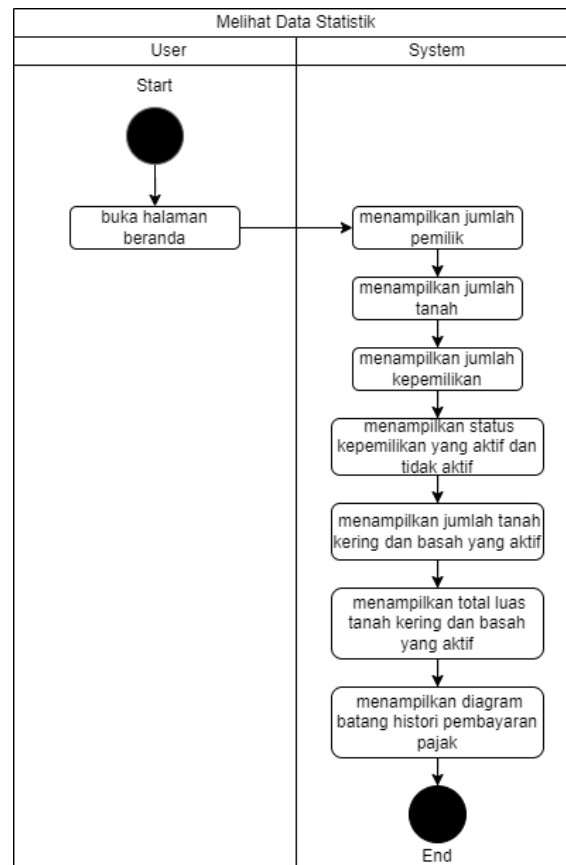 Melihat Data Statistik
User
System
Start
buka halaman
beranda
menampilkan jumlah
pemilik
menampilkan jumlah
tanah
menampilkan jumlah
kepemilikan
menampilkan status
kepemilikan yang aktif dan
tidak aktif
menampilkan jumlah tanah
kering dan basah yang aktif
menampilkan total luas
tanah kering dan basah
yang aktif
menampilkan diagram
batang histori pembayaran
pajak
End